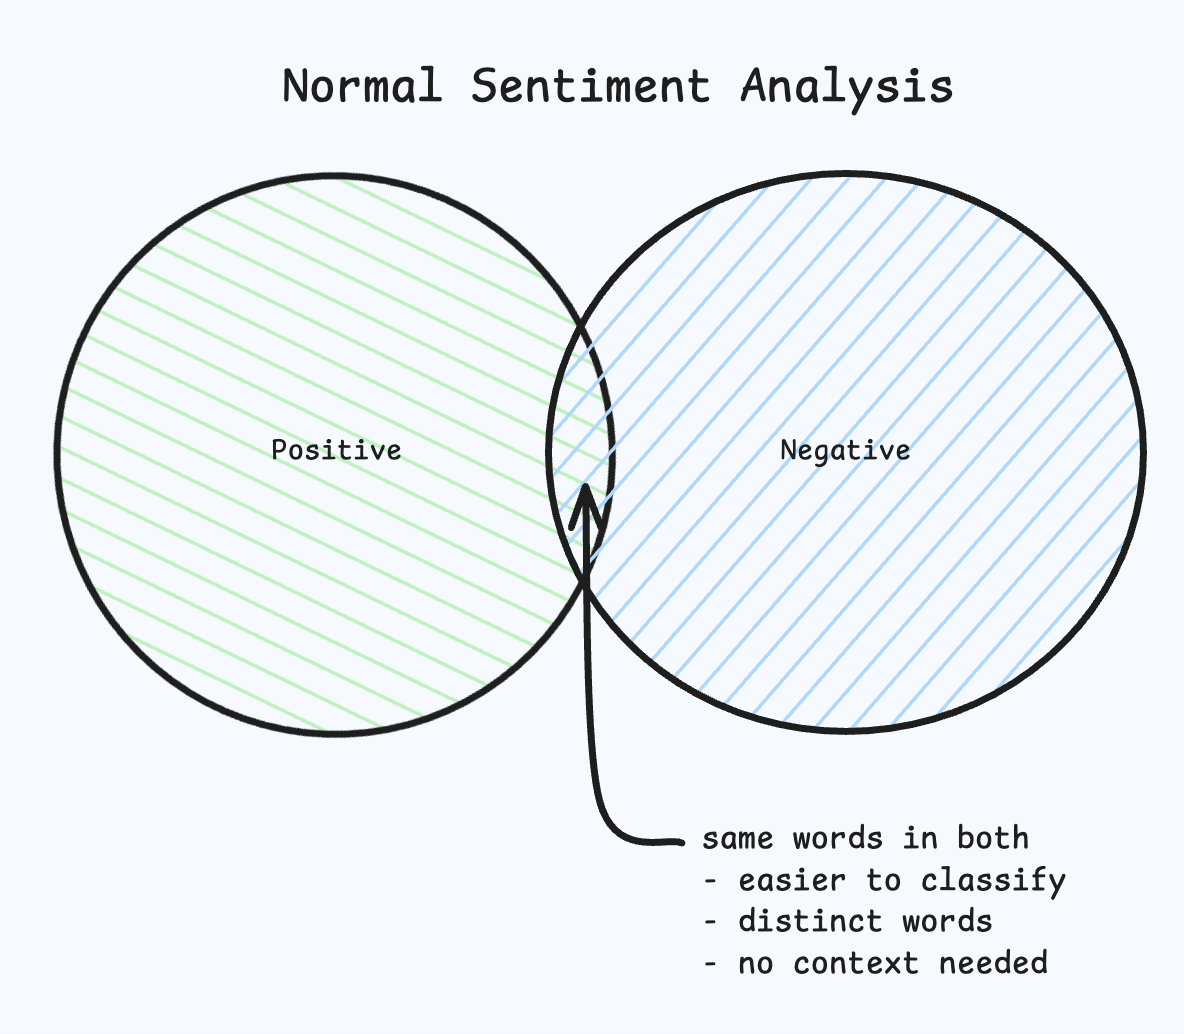 Normal Sentiment Analysis
Positive
Negative
same words in both
- easier to classify
- distinct words
- no context needed